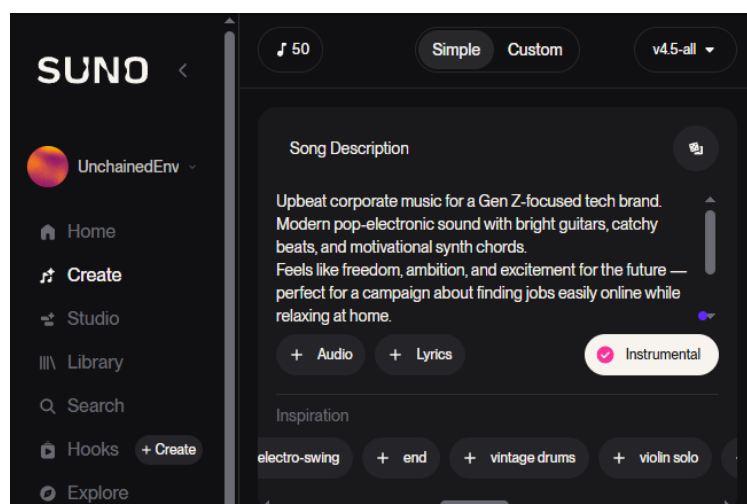 SUNO
UnchainedEnv
Home
Create
Studio
Library
Search
Hooks + Create
Explore
50
Simple Custom
v4.5-all
Song Description
Upbeat corporate music for a Gen Z-focused tech brand.
Modern pop-electronic sound with bright guitars, catchy
beats, and motivational synth chords.
Feels like freedom, ambition, and excitement for the future —
perfect for a campaign about finding jobs easily online while
relaxing at home.
+ Audio + Lyrics
Instrumental
Inspiration
electro-swing + end + vintage drums + violin solo